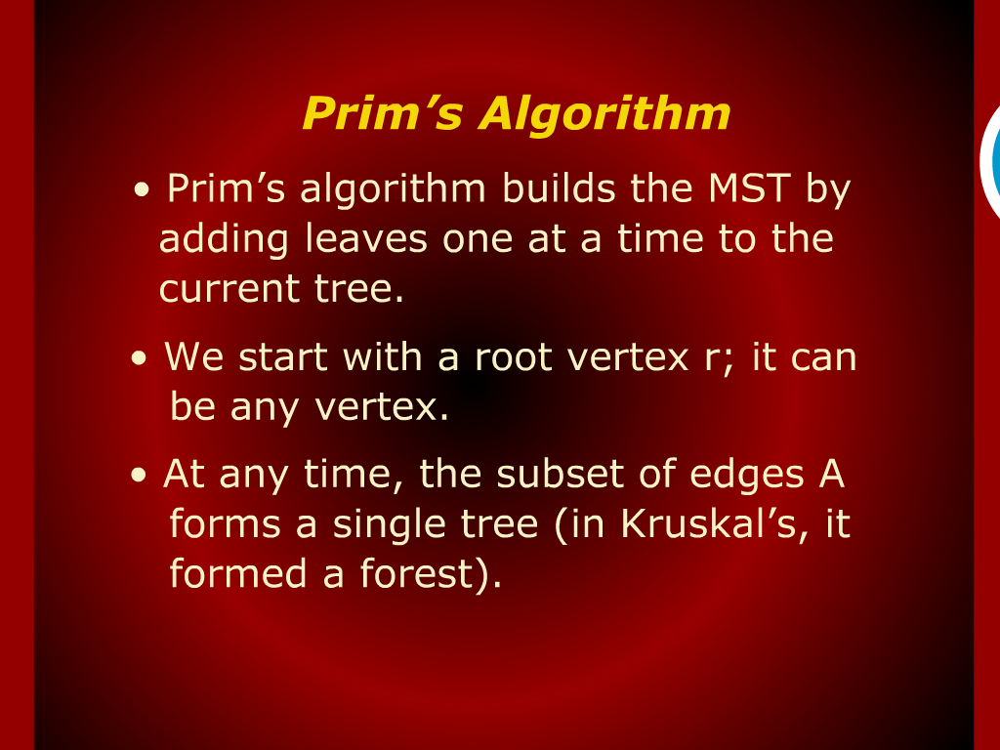 Prim’s Algorithm
• Prim’s algorithm builds the MST by
adding leaves one at a time to the
current tree.
• We start with a root vertex r; it can
be any vertex.
• At any time, the subset of edges A
forms a single tree (in Kruskal’s, it
formed a forest).